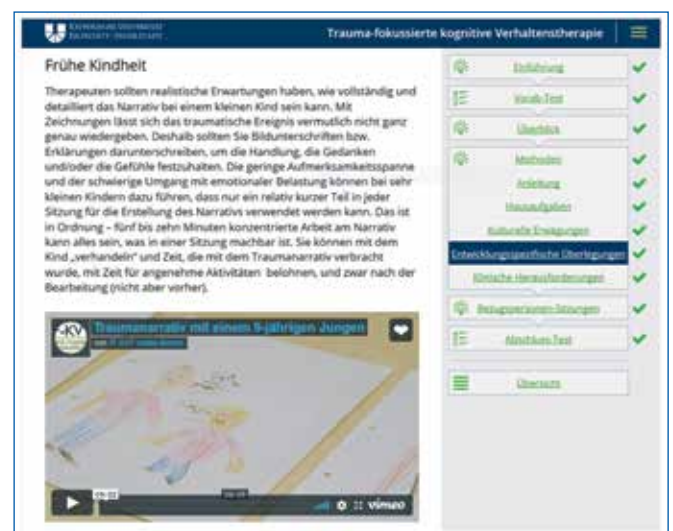 KATHOLISCHE UNIVERSITÄT
EICHSTÄTT-INGOLSTADT
Trauma-fokussierte kognitive Verhaltenstherapie
Frühe Kindheit
Therapeuten sollten realistische Erwartungen haben, wie vollständig und
detailliert das Narrativ bei einem kleinen Kind sein kann. Mit
Zeichnungen lässt sich das traumatische Ereignis vermutlich nicht ganz
genau wiedergeben. Deshalb sollten Sie Bildunterschriften bzw.
Erklärungen darunterschreiben, um die Handlung, die Gedanken
und/oder die Gefühle festzuhalten. Die geringe Aufmerksamkeitsspanne
und der schwierige Umgang mit emotionaler Belastung können bei sehr
kleinen Kindern dazu führen, dass nur ein relativ kurzer Teil in jeder
Sitzung für die Erstellung des Narrativs verwendet werden kann. Das ist
in Ordnung – fünf bis zehn Minuten konzentrierte Arbeit am Narrativ
kann alles sein, was in einer Sitzung machbar ist. Sie können mit dem
Kind „verhandeln" und Zeit, die mit dem Traumanarrativ verbracht
wurde, mit Zeit für angenehme Aktivitäten belohnen, und zwar nach der
Bearbeitung (nicht aber vorher).
-KV
Traumanarrativ mit einem 9-jährigen Jungen
vimeo
Einführung
Vorab-Test
Überblick
Methoden
Anleitung
Hausaufgaben
Kulturelle Erwägungen
Entwicklungsspezifische Überlegungen
Klinische Herausforderungen
Bezugspersonen-Sitzungen
Abschluss-Test
Übersicht